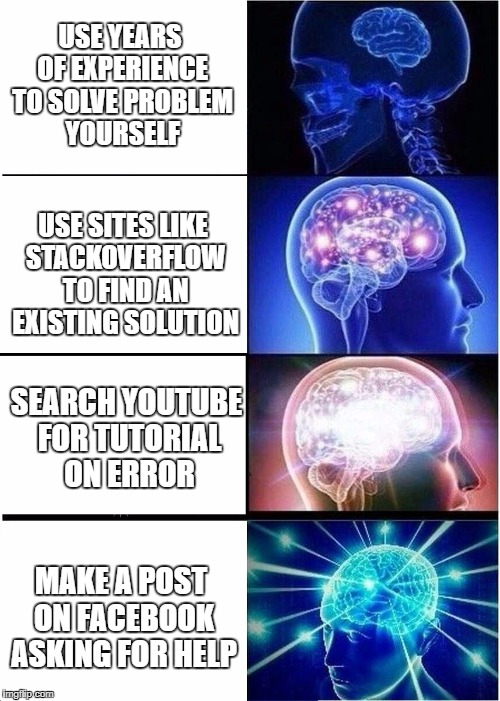 USE YEARS
OF EXPERIENCE
TO SOLVE PROBLEM
YOURSELF
USE SITES LIKE
STACKOVERFLOW
TO FIND AN
EXISTING SOLUTION
SEARCH YOUTUBE
FOR TUTORIAL
ON ERROR
MAKE A POST
ON FACEBOOK
ASKING FOR HELP
imgflip.com